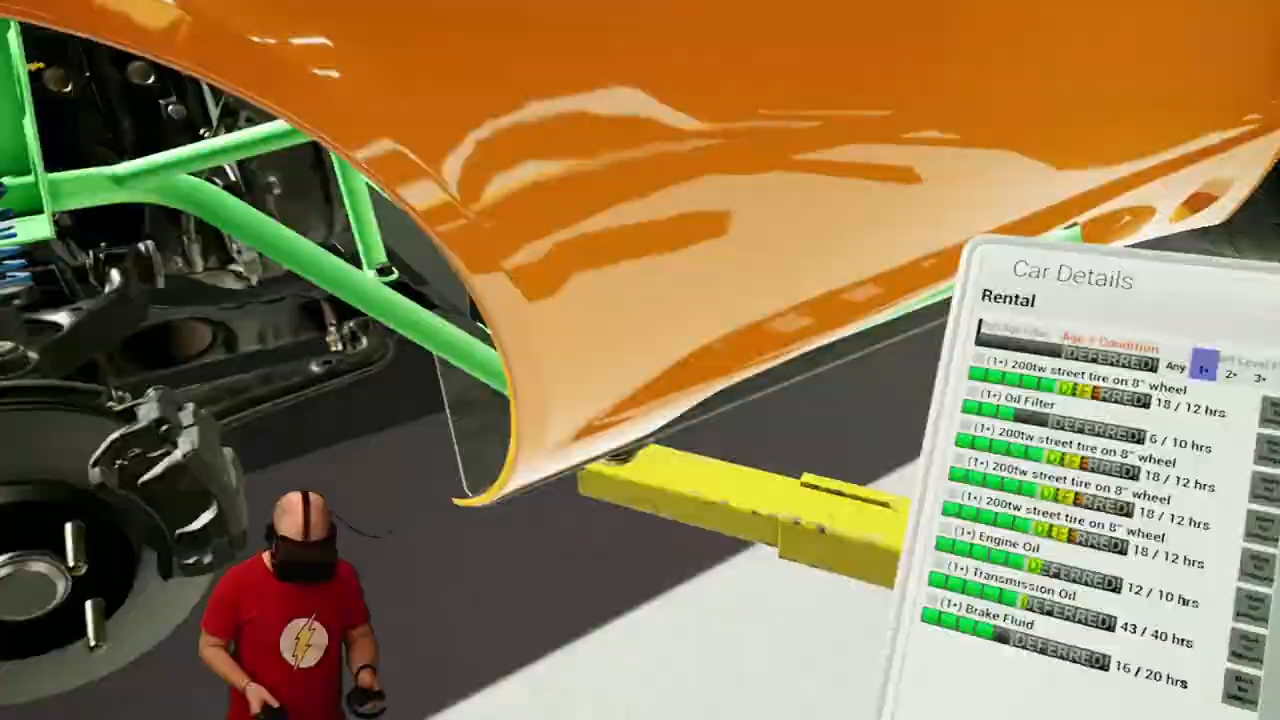 Car Details
Rental
Age + Condition
DEFERRED! Any 1• 2• 3•
(1•) 200tw street tire on 8" wheel
DEFERRED! 18 / 12 hrs
(1•) Oil Filter
DEFERRED! 6 / 10 hrs
(1•) 200tw street tire on 8" wheel
DEFERRED! 18 / 12 hrs
(1•) 200tw street tire on 8" wheel
DEFERRED! 18 / 12 hrs
(1•) 200tw street tire on 8" wheel
DEFERRED! 18 / 12 hrs
(1•) Engine Oil
DEFERRED! 12 / 10 hrs
(1•) Transmission Oil
DEFERRED! 43 / 40 hrs
(1•) Brake Fluid
DEFERRED! 16 / 20 hrs